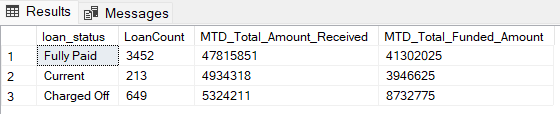 Results Messages
loan_status LoanCount MTD_Total_Amount_Received MTD_Total_Funded_Amount
1 Fully Paid 3452 47815851 41302025
2 Current 213 4934318 3946625
3 Charged Off 649 5324211 8732775